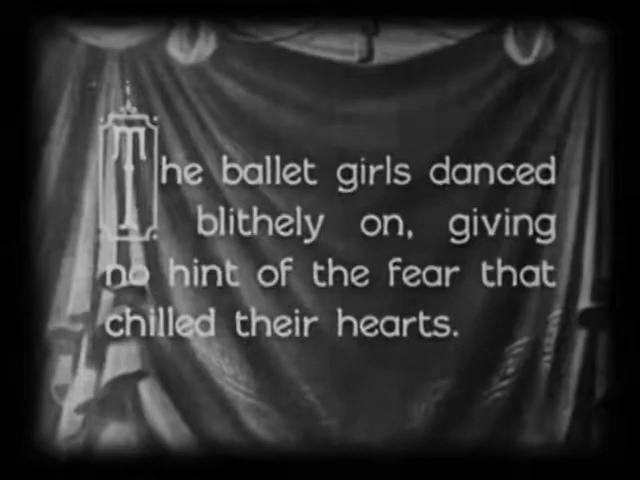 The ballet girls danced
blithely on, giving
no hint of the fear that
chilled their hearts.